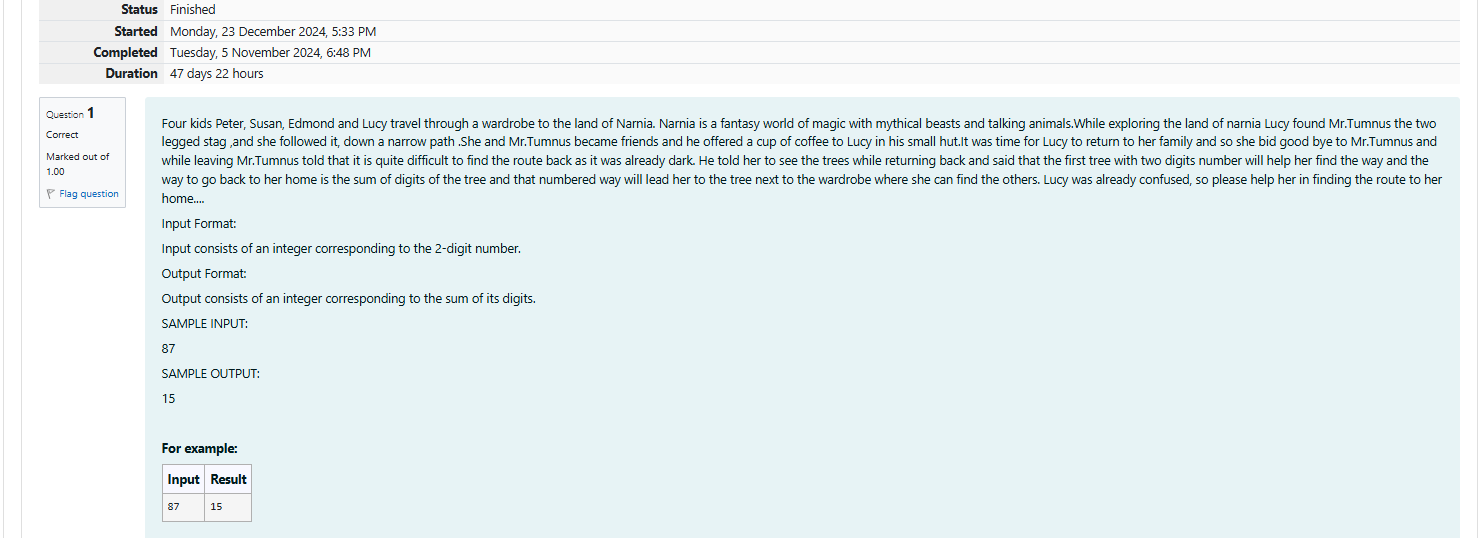 Status Finished
Started Monday, 23 December 2024, 5:33 PM
Completed Tuesday, 5 November 2024, 6:48 PM
Duration 47 days 22 hours
Question 1
Correct
Marked out of
1.00
Flag question
Four kids Peter, Susan, Edmond and Lucy travel through a wardrobe to the land of Narnia. Narnia is a fantasy world of magic with mythical beasts and talking animals.While exploring the land of narnia Lucy found Mr.Tumnus the two
legged stag ,and she followed it, down a narrow path .She and Mr.Tumnus became friends and he offered a cup of coffee to Lucy in his small hut.It was time for Lucy to return to her family and so she bid good bye to Mr.Tumnus and
while leaving Mr.Tumnus told that it is quite difficult to find the route back as it was already dark. He told her to see the trees while returning back and said that the first tree with two digits number will help her find the way and the
way to go back to her home is the sum of digits of the tree and that numbered way will lead her to the tree next to the wardrobe where she can find the others. Lucy was already confused, so please help her in finding the route to her
home....
Input Format:
Input consists of an integer corresponding to the 2-digit number.
Output Format:
Output consists of an integer corresponding to the sum of its digits.
SAMPLE INPUT:
87
SAMPLE OUTPUT:
15
For example:
Input Result
87 15